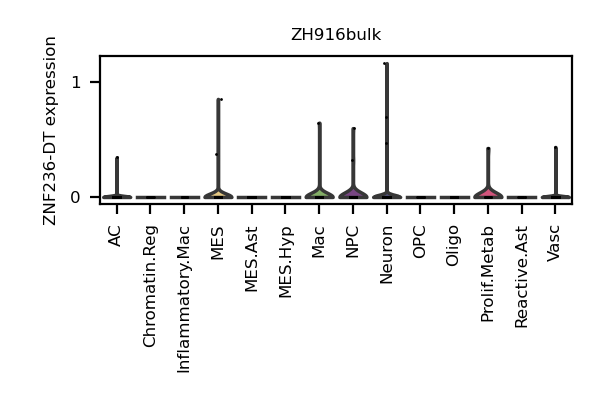 ZH916bulk
ZNF236-DT expression
1
0
AC
Chromatin.Reg
Inflammatory.Mac
MES
MES.Ast
MES.Hyp
Mac
NPC
Neuron
OPC
Oligo
Prolif.Metab
Reactive.Ast
Vasc